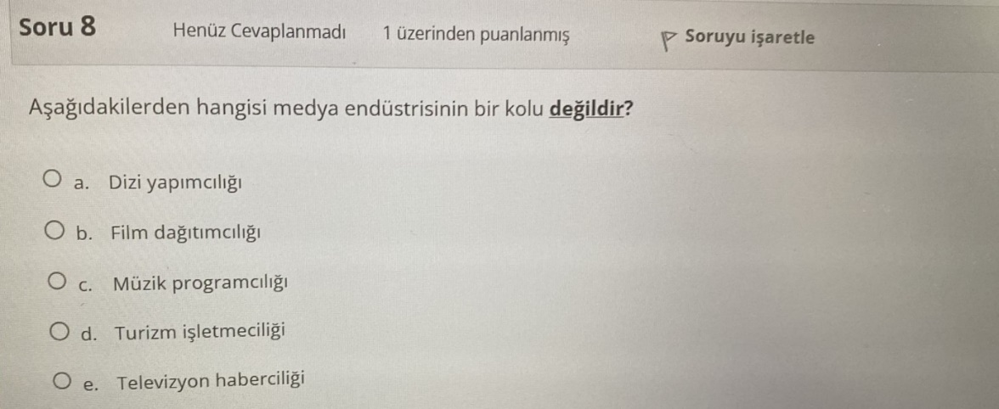 Soru 8 Henüz Cevaplanmadı 1 üzerinden puanlanmış Soruyu işaretle
Aşağıdakilerden hangisi medya endüstrisinin bir kolu değildir?
a. Dizi yapımcılığı
b. Film dağıtımcılığı
c. Müzik programcılığı
d. Turizm işletmeciliği
e. Televizyon haberciliği